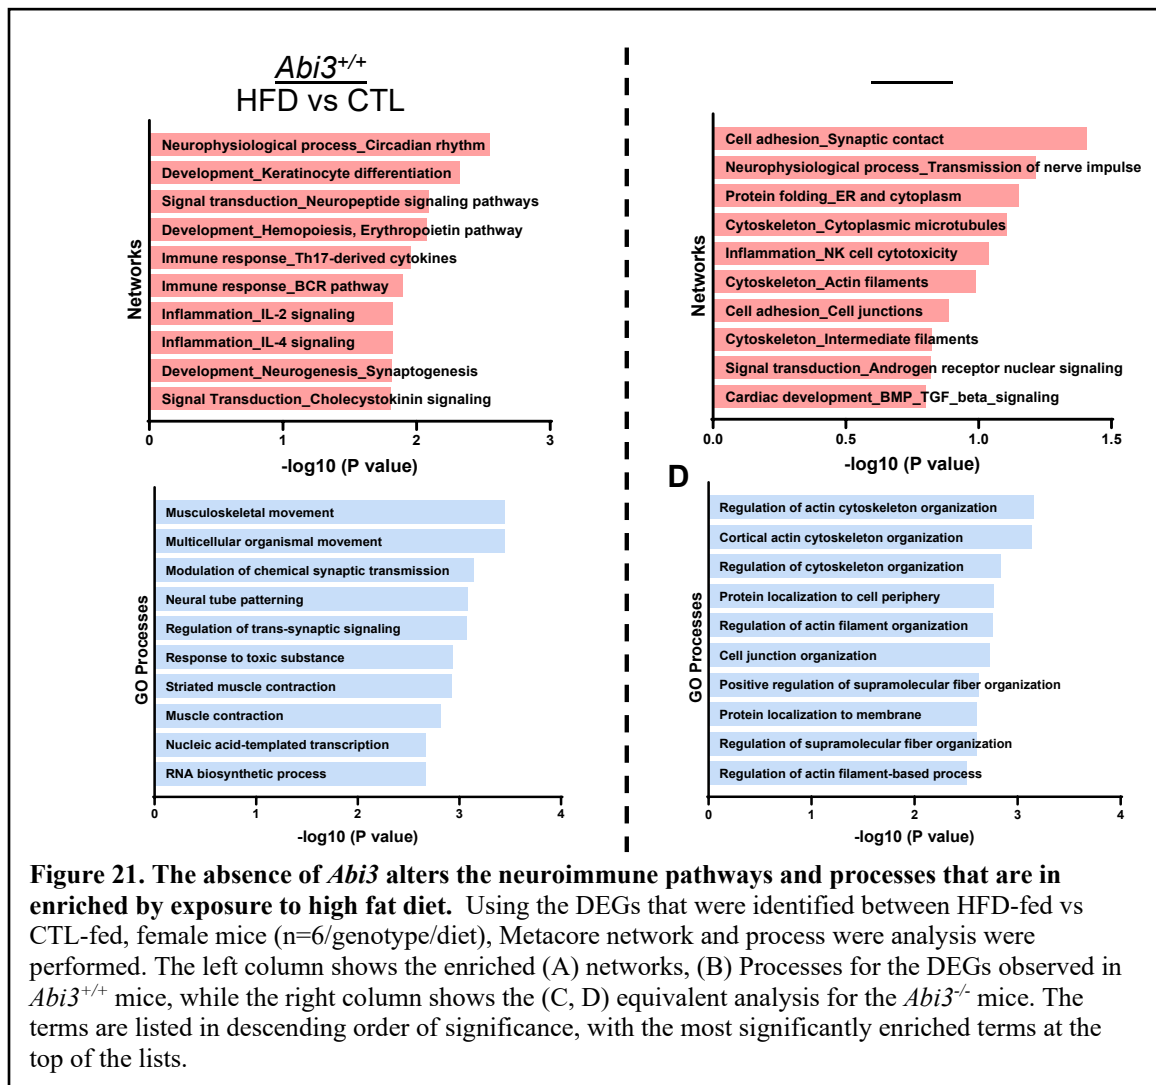 Abi3+/+
HFD vs CTL
Networks
Neurophysiological process_Circadian rhythm
Development_Keratinocyte differentiation
Signal transduction_Neuropeptide signaling pathways
Development_Hemopoiesis, Erythropoietin pathway
Immune response_Th17-derived cytokines
Immune response_BCR pathway
Inflammation_IL-2 signaling
Inflammation_IL-4 signaling
Development_Neurogenesis_Synaptogenesis
Signal Transduction_Cholecystokinin signaling
0 1 2 3
-log10 (P value)
Networks
Cell adhesion_Synaptic contact
Neurophysiological process_Transmission of nerve impulse
Protein folding_ER and cytoplasm
Cytoskeleton_Cytoplasmic microtubules
Inflammation_NK cell cytotoxicity
Cytoskeleton_Actin filaments
Cell adhesion_Cell junctions
Cytoskeleton_Intermediate filaments
Signal transduction_Androgen receptor nuclear signaling
Cardiac development_BMP_TGF_beta_signaling
0.0 0.5 1.0 1.5
-log10 (P value)
GO Processes
Musculoskeletal movement
Multicellular organismal movement
Modulation of chemical synaptic transmission
Neural tube patterning
Regulation of trans-synaptic signaling
Response to toxic substance
Striated muscle contraction
Muscle contraction
Nucleic acid-templated transcription
RNA biosynthetic process
0 1 2 3 4
-log10 (P value)
D
GO Processes
Regulation of actin cytoskeleton organization
Cortical actin cytoskeleton organization
Regulation of cytoskeleton organization
Protein localization to cell periphery
Regulation of actin filament organization
Cell junction organization
Positive regulation of supramolecular fiber organization
Protein localization to membrane
Regulation of supramolecular fiber organization
Regulation of actin filament-based process
0 1 2 3 4
-log10 (P value)
Figure 21. The absence of Abi3 alters the neuroimmune pathways and processes that are in
enriched by exposure to high fat diet. Using the DEGs that were identified between HFD-fed vs
CTL-fed, female mice (n=6/genotype/diet), Metacore network and process were analysis were
performed. The left column shows the enriched (A) networks, (B) Processes for the DEGs observed in
Abi3+/+ mice, while the right column shows the (C, D) equivalent analysis for the Abi3-/- mice. The
terms are listed in descending order of significance, with the most significantly enriched terms at the
top of the lists.